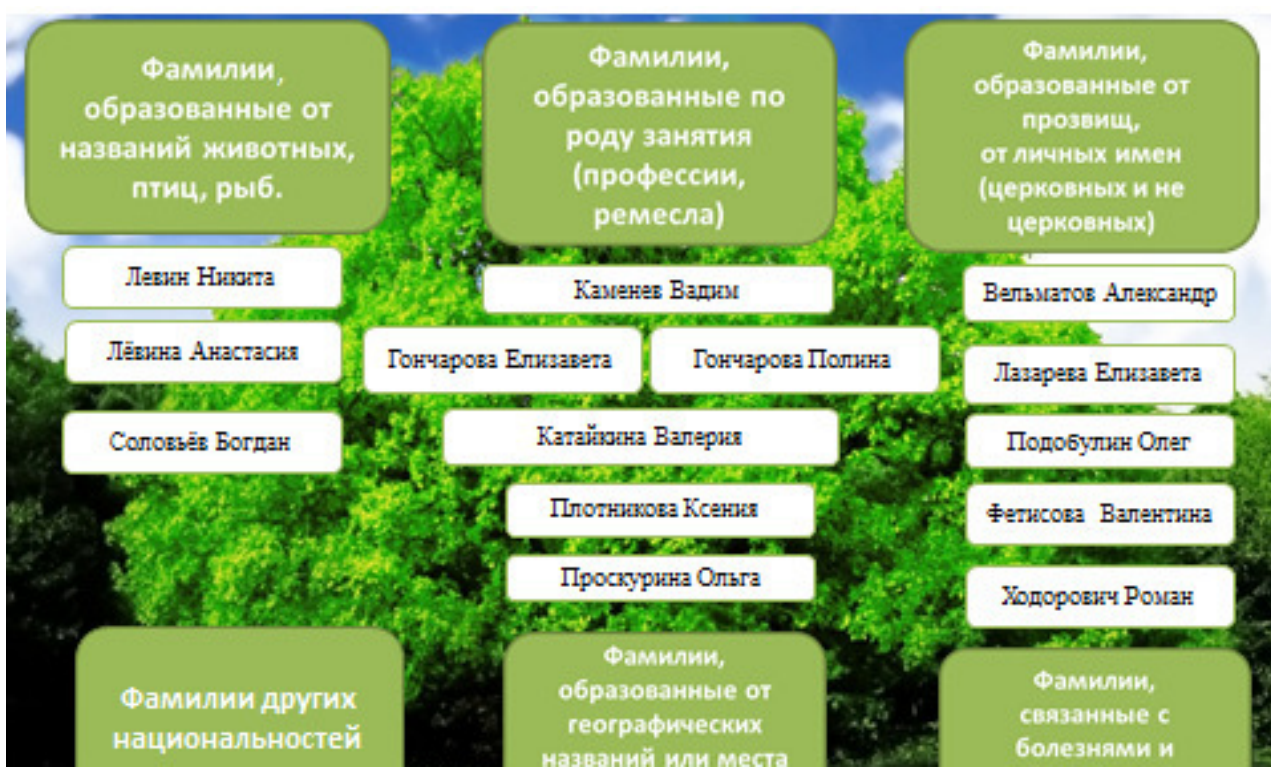 Фамилии,
образованные от
названий животных,
птиц, рыб.
Левин Никита
Лёвина Анастасия
Соловьёв Богдан
Фамилии,
образованные по
роду занятия
(профессии,
ремесла)
Каменев Вадим
Гончарова Елизавета
Гончарова Полина
Катайкина Валерия
Плотникова Ксения
Проскурина Ольга
Фамилии,
образованные от
прозвищ,
от личных имен
(церковных и не
церковных)
Вельматов Александр
Лазарева Елизавета
Подобулин Олег
Фетисова Валентина
Ходорович Роман
Фамилии других
национальностей
Фамилии,
образованные от
географических
названий или места
Фамилии,
связанные с
болезнями и